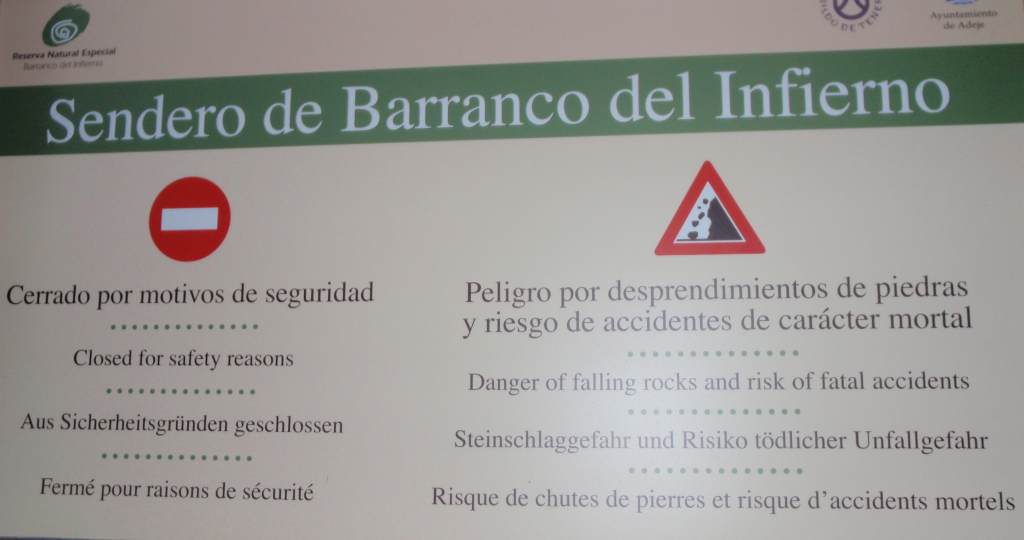 Reserva Natural Especial
Barranco del Infierno
Ayuntamiento
de Adeje
Sendero de Barranco del Infierno
Cerrado por motivos de seguridad
Closed for safety reasons
Aus Sicherheitsgründen geschlossen
Fermé pour raisons de sécurité
Peligro por desprendimientos de piedras
y riesgo de accidentes de carácter mortal
Danger of falling rocks and risk of fatal accidents
Steinschlaggefahr und Risiko tödlicher Unfallgefahr
Risque de chutes de pierres et risque d'accidents mortels